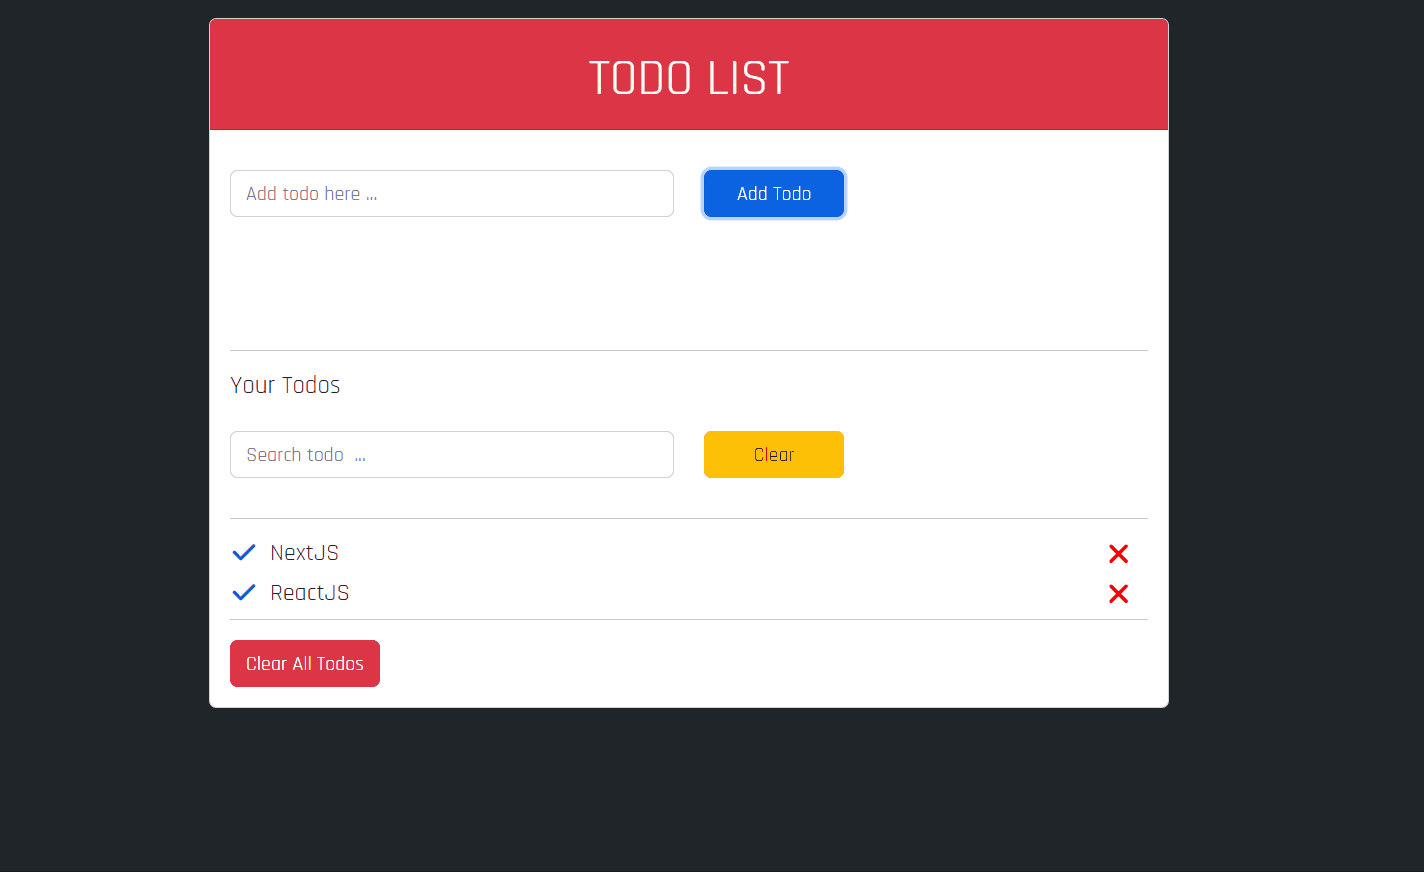 TODO LIST
Add todo here ...
Add Todo
Your Todos
Search todo ...
Clear
NextJS
ReactJS
Clear All Todos